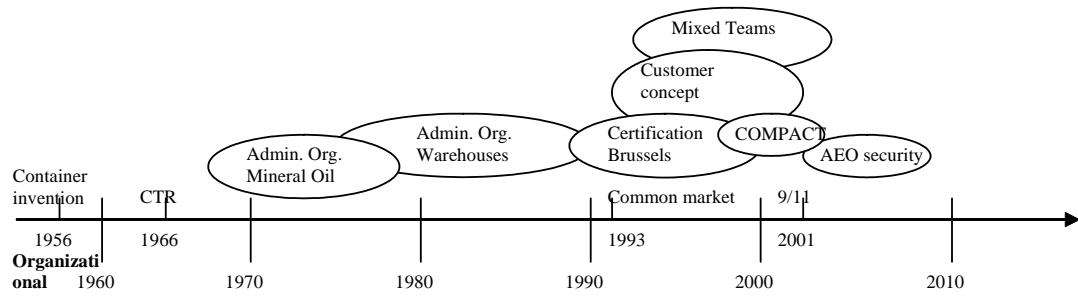 Mixed Teams
Customer
concept
Admin. Org.
Warehouses
Certification
Brussels
COMPACT
Admin. Org.
Mineral Oil
AEO security
Container
invention
CTR
Common market
9/11
1956
1966
1993
2001
Organizati
onal
1960
1970
1980
1990
2000
2010